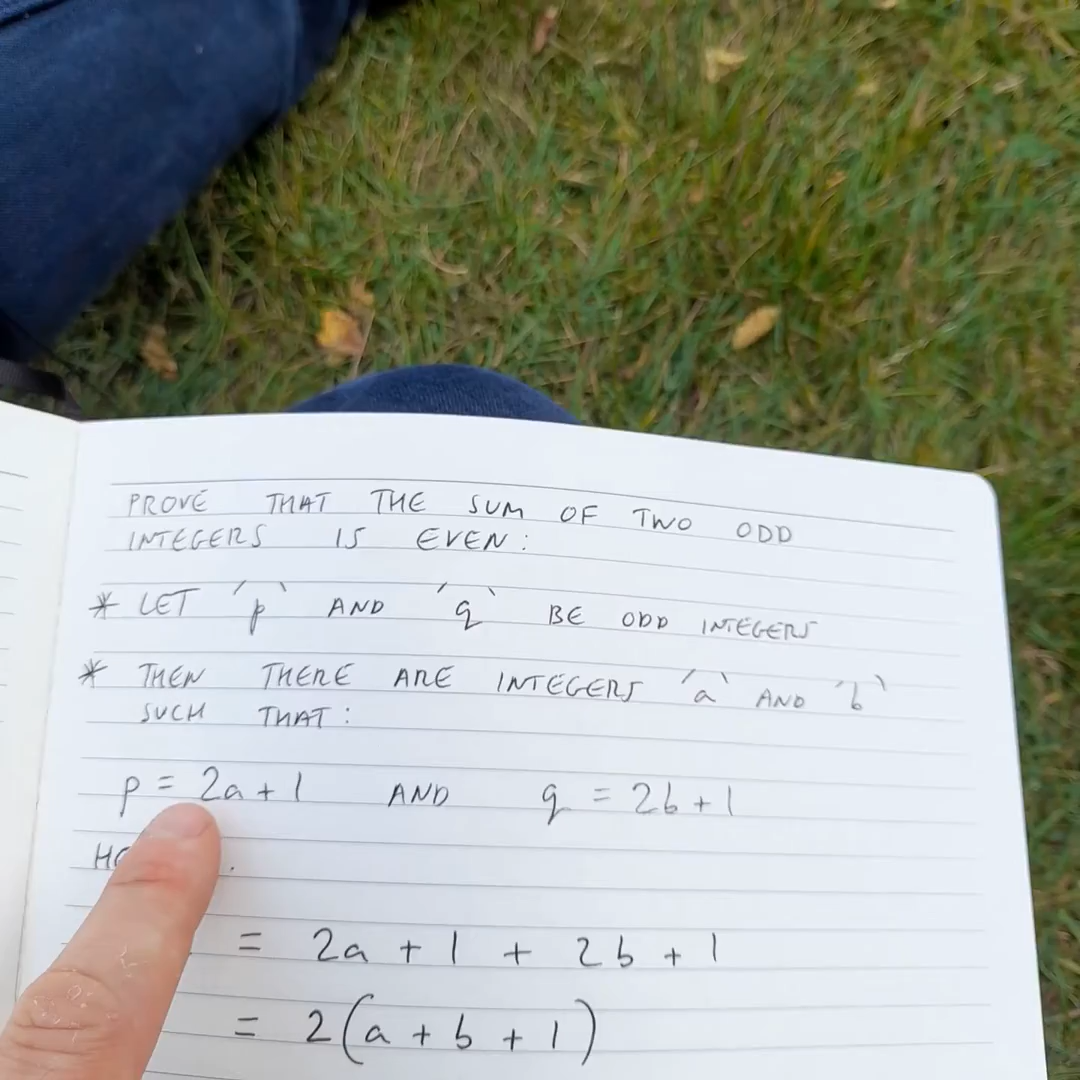 PROVE THAT THE SUM OF TWO ODD
INTEGERS IS EVEN:
* LET 'p' AND 'q' BE ODD INTEGERS
* THEN THERE ARE INTEGERS 'a' AND 'b'
SUCH THAT:
p = 2a + 1 AND q = 2b + 1
= 2a + 1 + 2b + 1
= 2(a + b + 1)